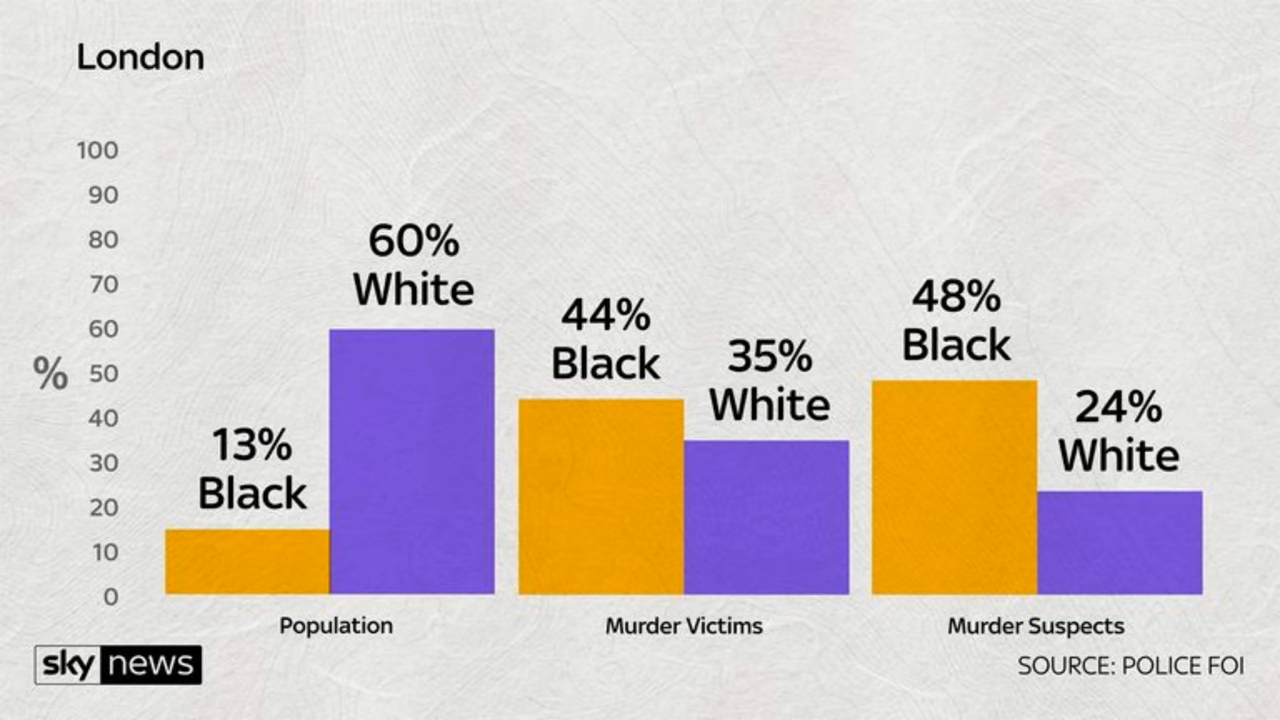 London
100
90
80
70
60
50
40
30
20
10
0
%
13%
Black
60%
White
44%
Black
35%
White
48%
Black
24%
White
Population
Murder Victims
Murder Suspects
sky news
SOURCE: POLICE FOI